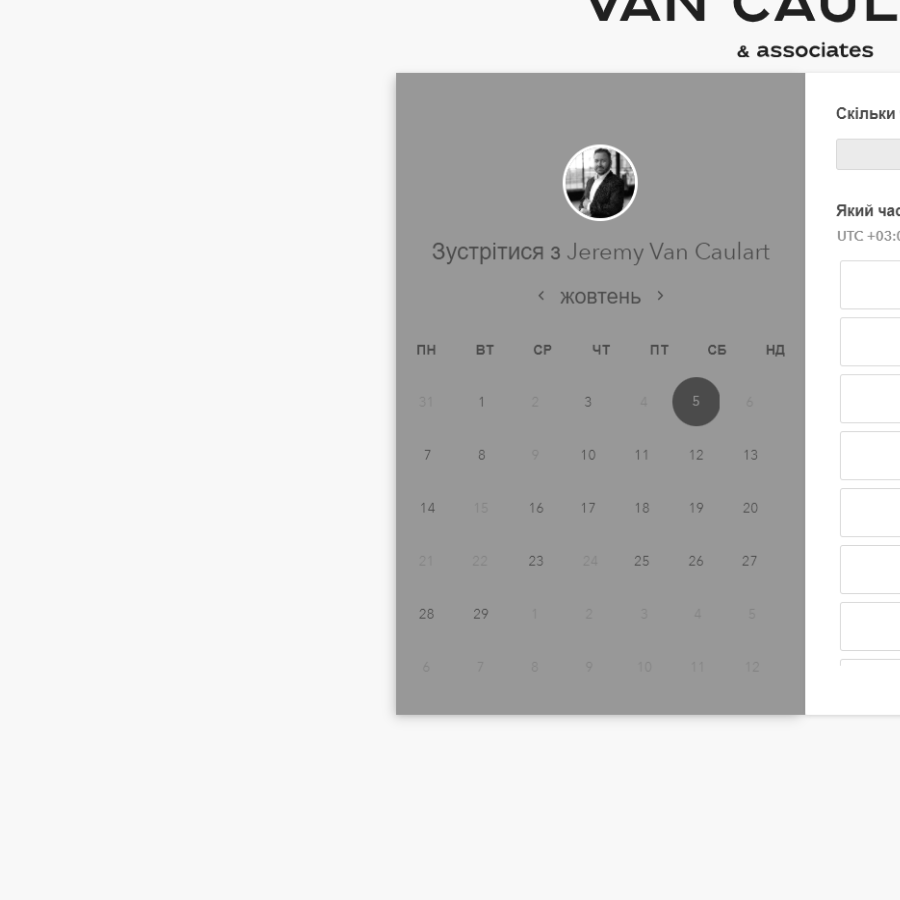 VAN CAUL
& associates
Зустрітися з Jeremy Van Caulart
‹ жовтень ›
ПН ВТ СР ЧТ ПТ СБ НД
31 1 2 3 4 5 6
7 8 9 10 11 12 13
14 15 16 17 18 19 20
21 22 23 24 25 26 27
28 29 1 2 3 4 5
6 7 8 9 10 11 12
Скільки
Який час
UTC +03:0